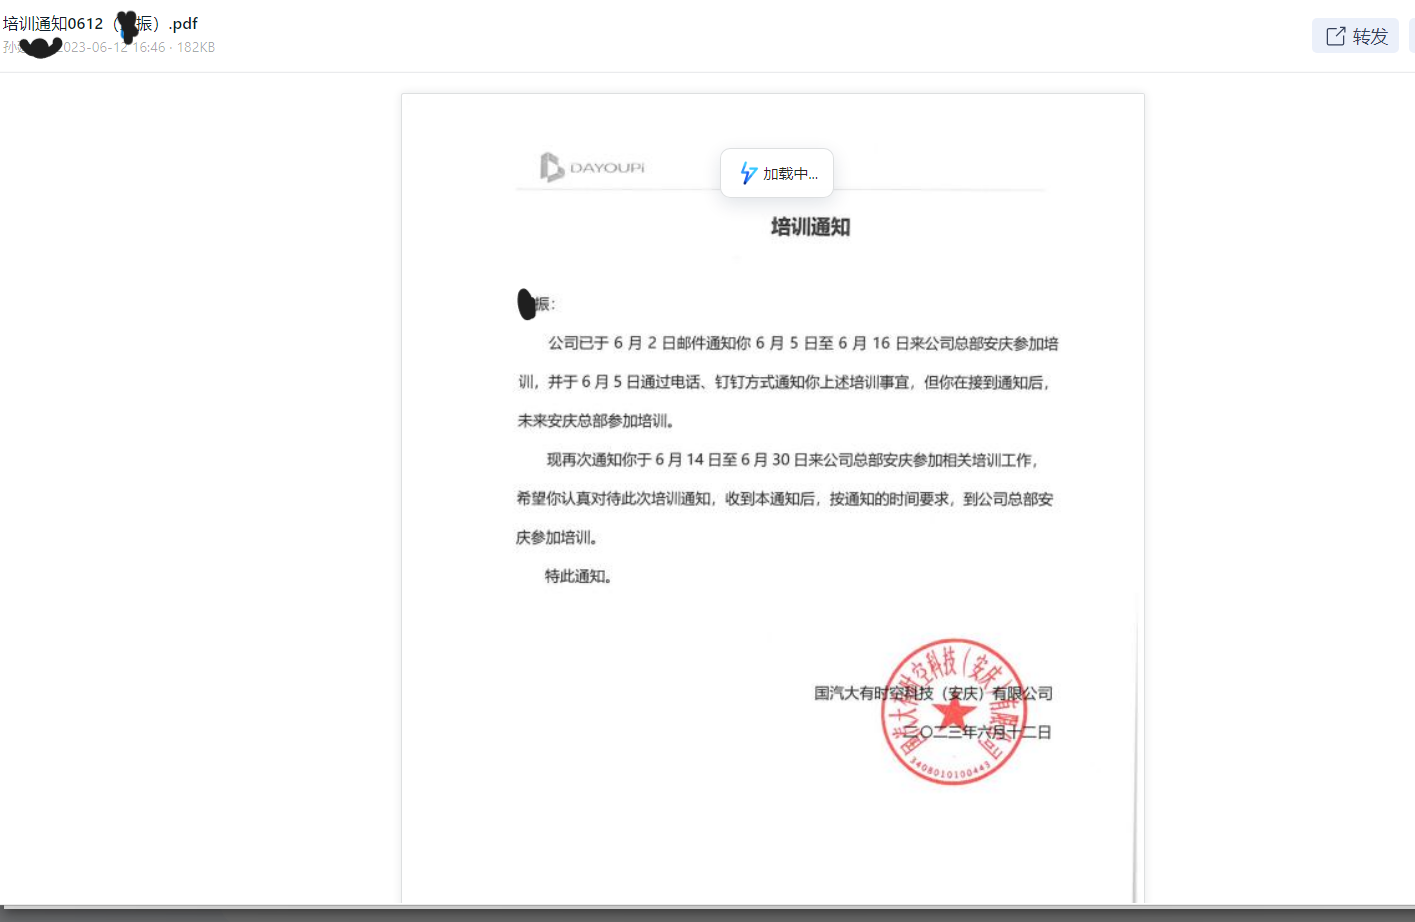 培训通知0612（振）.pdf
孙 2023-06-12 16:46 · 182KB
转发
DAYOUPi
加载中...
培训通知
振：
公司已于 6 月 2 日邮件通知你 6 月 5 日至 6 月 16 日来公司总部安庆参加培
训，并于 6 月 5 日通过电话、钉钉方式通知你上述培训事宜，但你在接到通知后，
未来安庆总部参加培训。
现再次通知你于 6 月 14 日至 6 月 30 日来公司总部安庆参加相关培训工作，
希望你认真对待此次培训通知，收到本通知后，按通知的时间要求，到公司总部安
庆参加培训。
特此通知。
国汽大有时空科技（安庆）有限公司
二〇二三年六月十二日
国汽大有时空科技（安庆）有限公司
3408010100443